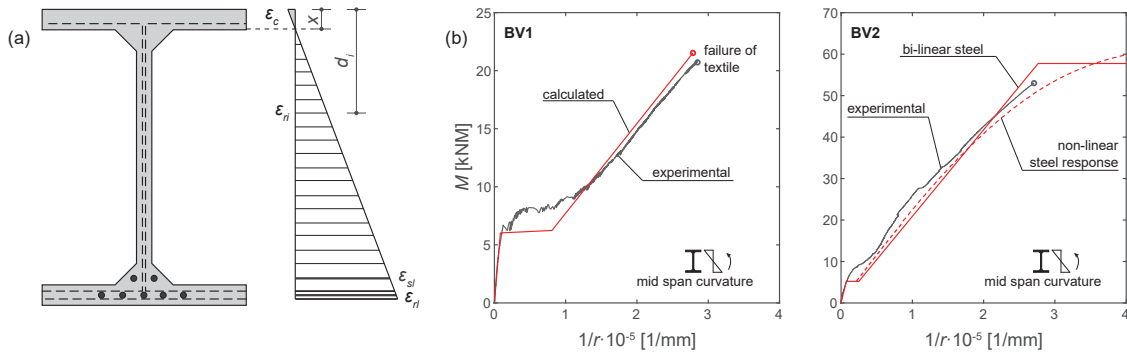 (a)
ε_c
x
d_i
ε_ri
ε_sl
ε_rl
(b)
BV1
failure of
textile
calculated
experimental
mid span curvature
M [kNM]
25
20
15
10
5
0
0
1
2
3
4
1/r·10⁻⁵ [1/mm]
BV2
bi-linear steel
experimental
non-linear
steel response
mid span curvature
70
60
50
40
30
20
10
0
0
1
2
3
4
1/r·10⁻⁵ [1/mm]